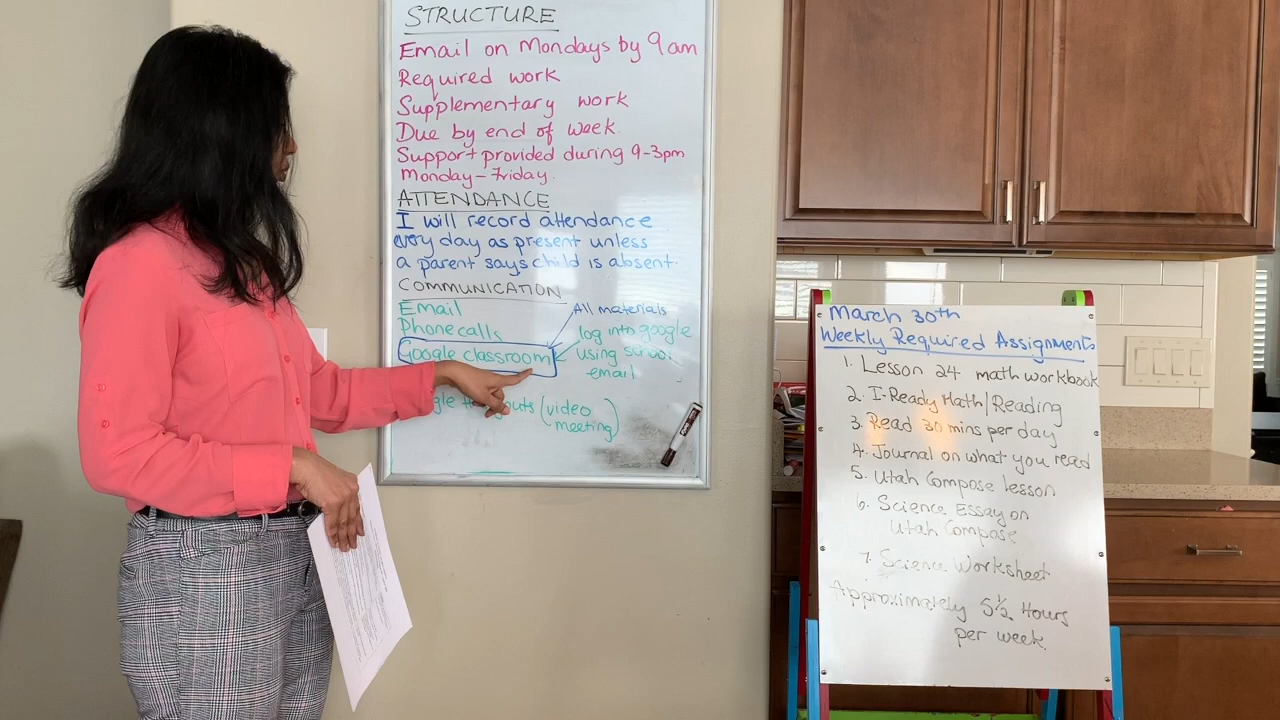 STRUCTURE
Email on Mondays by 9am
Required work
Supplementary work
Due by end of week.
Support provided during 9-3pm
Monday-Friday.
ATTENDANCE
I will record attendance
every day as present unless
a parent says child is absent.
COMMUNICATION
Email
Phone calls
Google classroom
All materials
log into google
using school
email
(video
meeting)
March 30th
Weekly Required Assignments
1. Lesson 24 math workbook
2. I-Ready Math/Reading
3. Read 30 mins per day
4. Journal on what you read
5. Utah Compose lesson
6. Science Essay on
Utah Compose
7. Science Worksheet
Approximately 5½ Hours
per week.